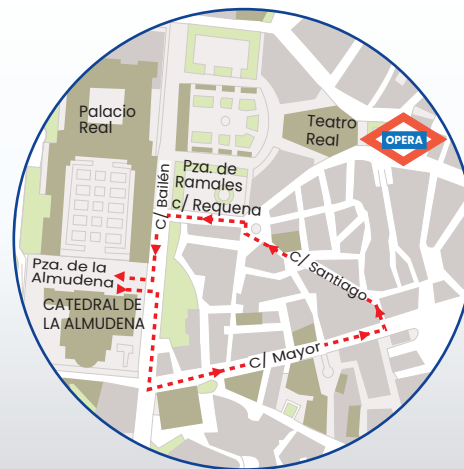 Palacio
Real
Teatro
Real
OPERA
C/ Bailén
Pza. de
Ramales
c/ Requena
C/ Santiago
Pza. de la
Almudena
CATEDRAL DE
LA ALMUDENA
C/ Mayor